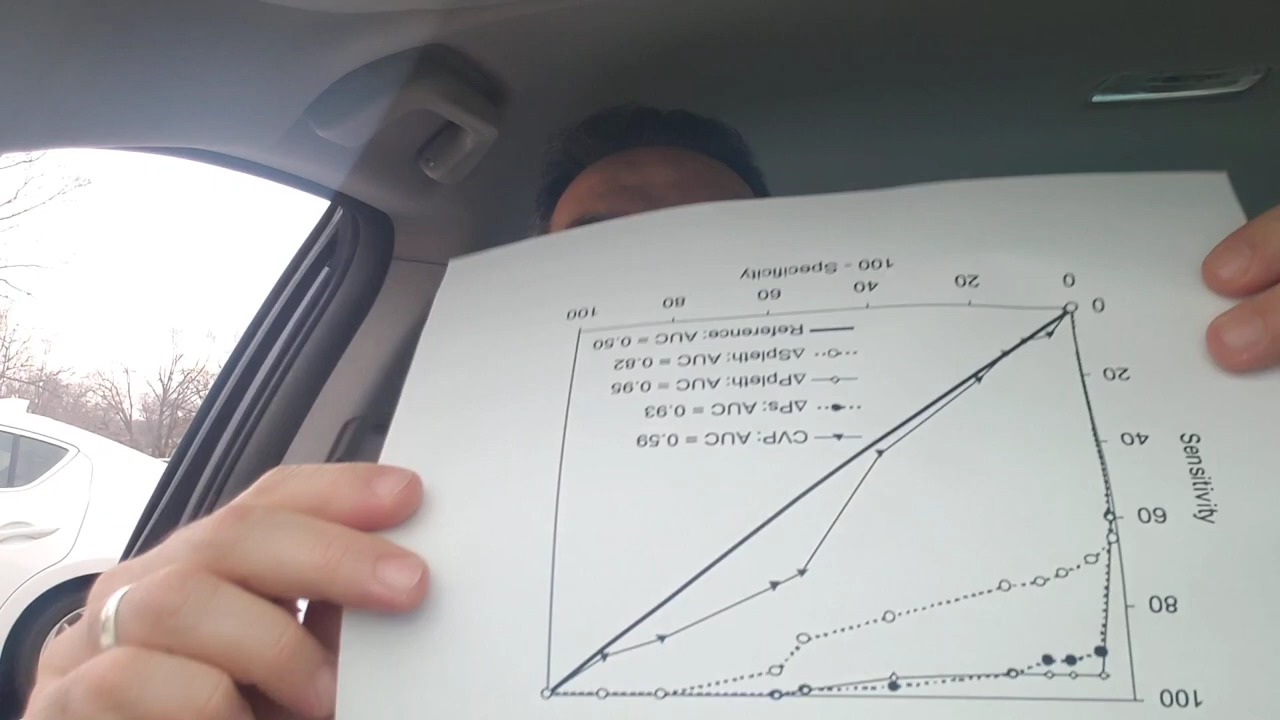 Sensitivity
100
80
60
40
20
0
CVP: AUC = 0.59
ΔPs: AUC = 0.93
ΔPpleth: AUC = 0.95
ΔSpleth: AUC = 0.82
Reference: AUC = 0.50
0 20 40 60 80 100
100 - Specificity